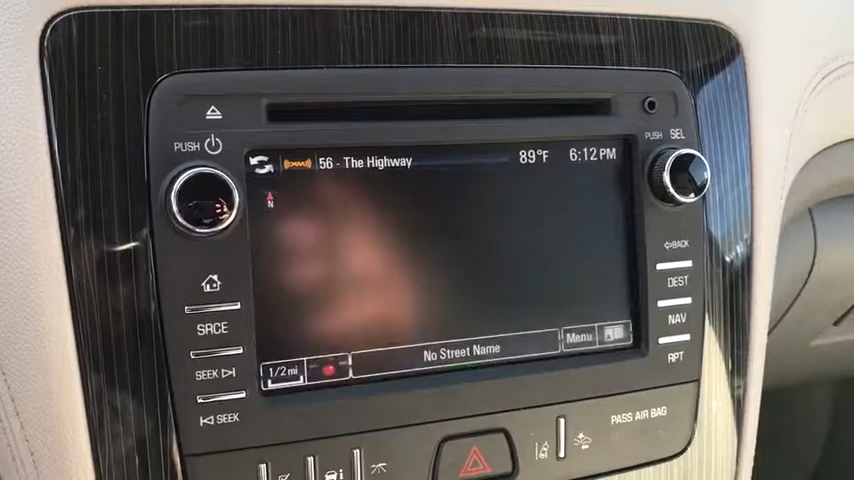 PUSH
PUSH SEL
((XM)) 56 - The Highway 89°F 6:12 PM
N
BACK
DEST
SRCE
NAV
SEEK
RPT
SEEK
1/2 mi No Street Name Menu
PASS AIR BAG